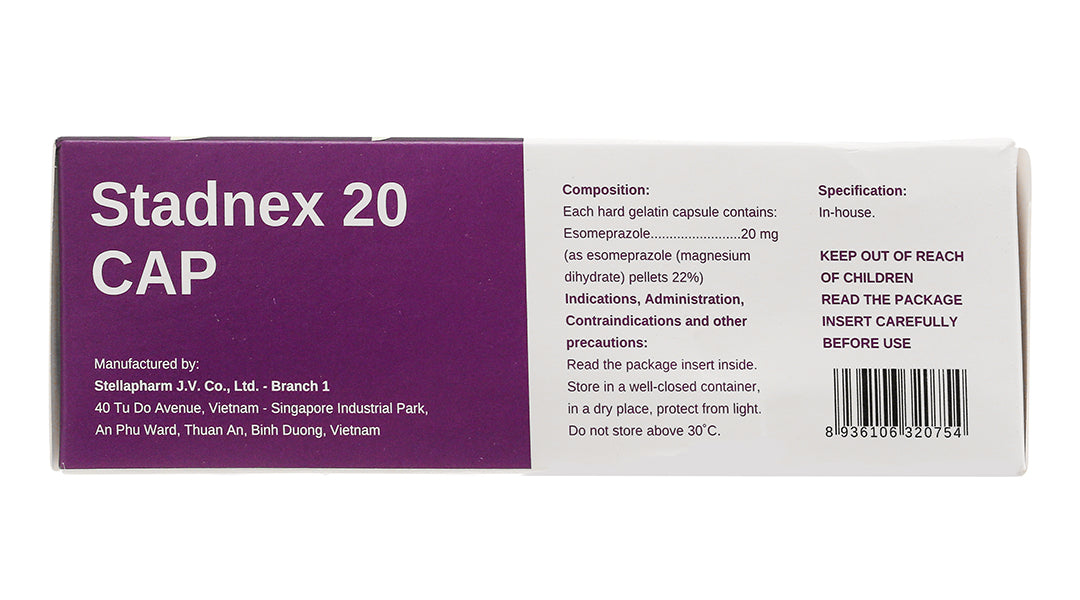 Stadnex 20
CAP
Manufactured by:
Stellapharm J.V. Co., Ltd. - Branch 1
40 Tu Do Avenue, Vietnam - Singapore Industrial Park,
An Phu Ward, Thuan An, Binh Duong, Vietnam
Composition:
Each hard gelatin capsule contains:
Esomeprazole........................20 mg
(as esomeprazole (magnesium
dihydrate) pellets 22%)
Indications, Administration,
Contraindications and other
precautions:
Read the package insert inside.
Store in a well-closed container,
in a dry place, protect from light.
Do not store above 30˚C.
Specification:
In-house.
KEEP OUT OF REACH
OF CHILDREN
READ THE PACKAGE
INSERT CAREFULLY
BEFORE USE
8 936106 320754